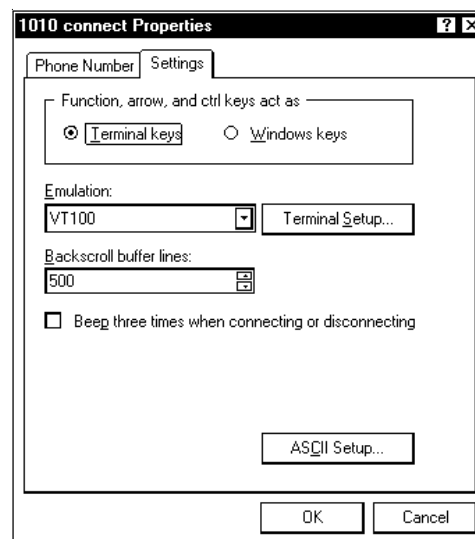 1010 connect Properties
Phone Number Settings
Function, arrow, and ctrl keys act as
Terminal keys Windows keys
Emulation:
VT100 Terminal Setup...
Backscroll buffer lines:
500
Beep three times when connecting or disconnecting
ASCII Setup...
OK Cancel